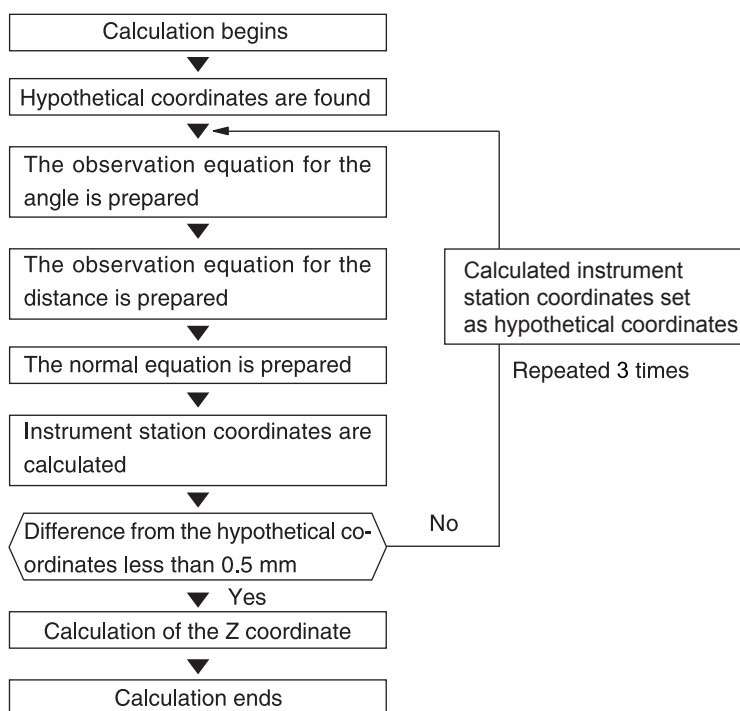 Calculation begins
Hypothetical coordinates are found
The observation equation for the
angle is prepared
The observation equation for the
distance is prepared
The normal equation is prepared
Instrument station coordinates are
calculated
Difference from the hypothetical co-
ordinates less than 0.5 mm
No
Calculated instrument
station coordinates set
as hypothetical coordinates
Repeated 3 times
Yes
Calculation of the Z coordinate
Calculation ends